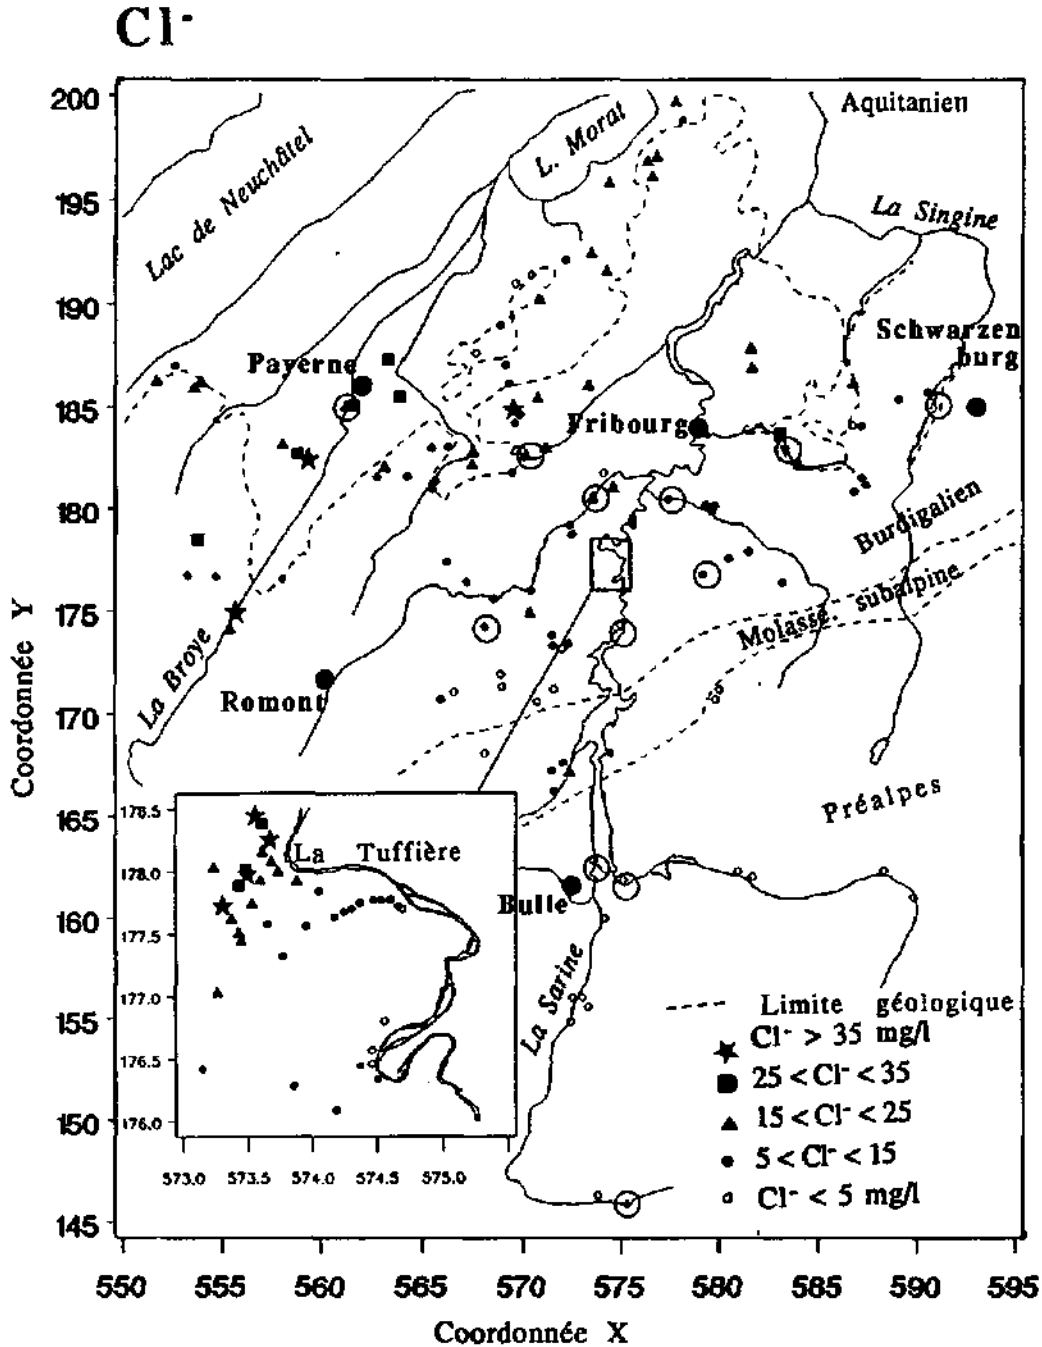 Cl-
200
195
190
185
180
175
170
165
160
155
150
145
Coordonnée Y
550
555
560
565
570
575
580
585
590
595
Coordonnée X
Lac de Neuchâtel
L. Morat
Aquitanien
La Singine
Schwarzen
burg
Payerne
Fribourg
Burdigalien
Molasse subalpine
La Broye
Romont
Préalpes
Bulle
La Sarine
La Tuffière
178.5
178.0
177.5
177.0
176.5
176.0
573.0
573.5
574.0
574.5
575.0
Limite géologique
Cl- > 35 mg/l
25 < Cl- < 35
15 < Cl- < 25
5 < Cl- < 15
Cl- < 5 mg/l